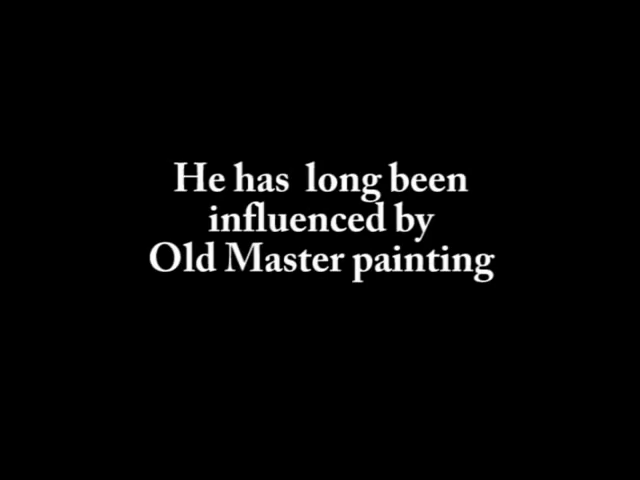 He has  long been
influenced by
Old Master painting